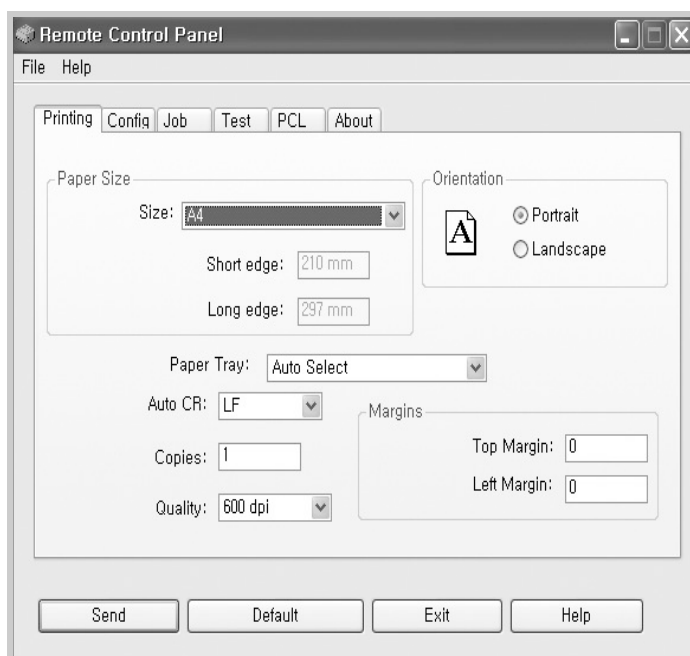 Remote Control Panel
File Help
Printing Config Job Test PCL About
Paper Size
Size: A4
Short edge: 210 mm
Long edge: 297 mm
Orientation
A
Portrait
Landscape
Paper Tray: Auto Select
Auto CR: LF
Copies: 1
Quality: 600 dpi
Margins
Top Margin: 0
Left Margin: 0
Send Default Exit Help